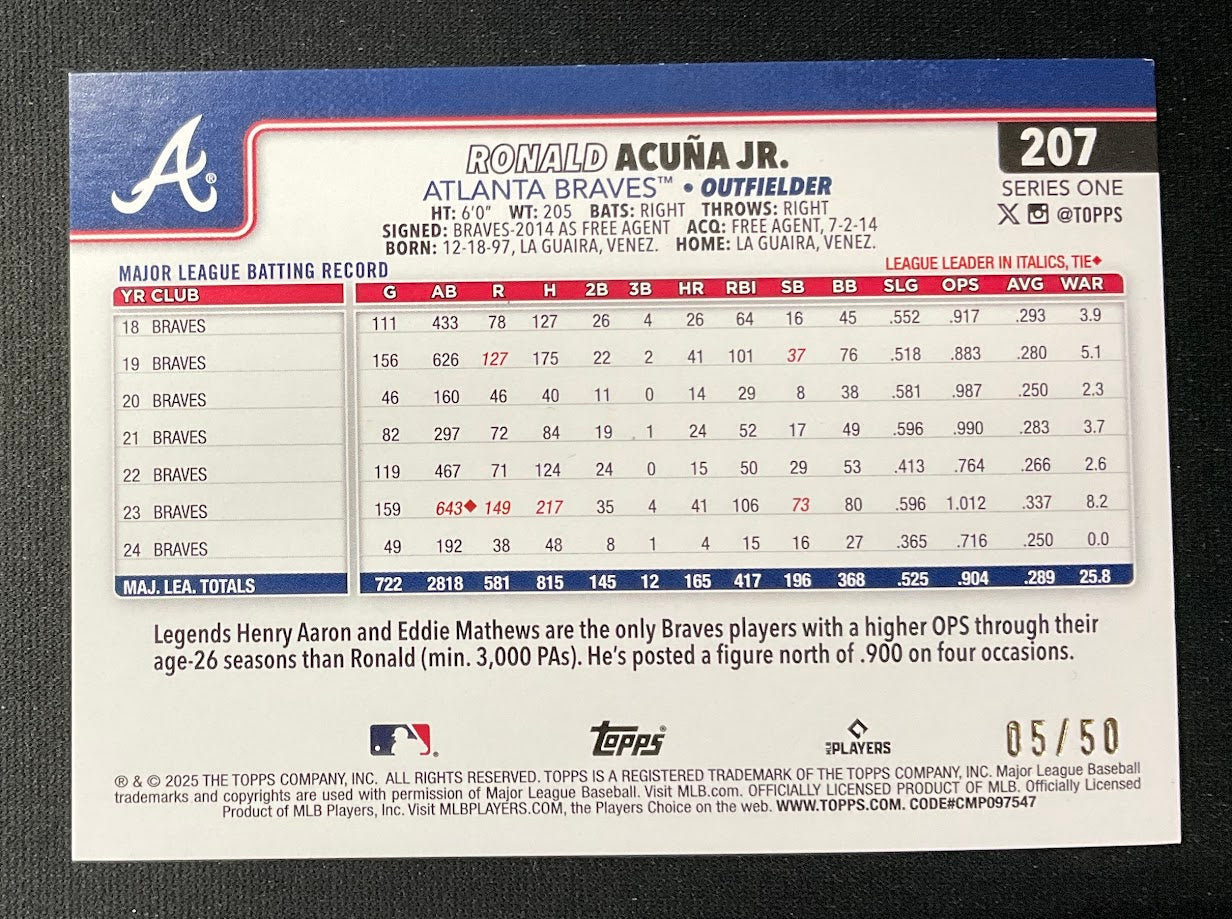 A®
RONALD ACUÑA JR.
207
ATLANTA BRAVES™ • OUTFIELDER
SERIES ONE
HT: 6'0" WT: 205 BATS: RIGHT THROWS: RIGHT
@TOPPS
SIGNED: BRAVES-2014 AS FREE AGENT ACQ: FREE AGENT, 7-2-14
BORN: 12-18-97, LA GUAIRA, VENEZ. HOME: LA GUAIRA, VENEZ.
MAJOR LEAGUE BATTING RECORD
LEAGUE LEADER IN ITALICS, TIE◆
YR CLUB G AB R H 2B 3B HR RBI SB BB SLG OPS AVG WAR
18 BRAVES 111 433 78 127 26 4 26 64 16 45 .552 .917 .293 3.9
19 BRAVES 156 626 127 175 22 2 41 101 37 76 .518 .883 .280 5.1
20 BRAVES 46 160 46 40 11 0 14 29 8 38 .581 .987 .250 2.3
21 BRAVES 82 297 72 84 19 1 24 52 17 49 .596 .990 .283 3.7
22 BRAVES 119 467 71 124 24 0 15 50 29 53 .413 .764 .266 2.6
23 BRAVES 159 643◆ 149 217 35 4 41 106 73 80 .596 1.012 .337 8.2
24 BRAVES 49 192 38 48 8 1 4 15 16 27 .365 .716 .250 0.0
MAJ. LEA. TOTALS 722 2818 581 815 145 12 165 417 196 368 .525 .904 .289 25.8
Legends Henry Aaron and Eddie Mathews are the only Braves players with a higher OPS through their
age-26 seasons than Ronald (min. 3,000 PAs). He's posted a figure north of .900 on four occasions.
Topps®
MLB PLAYERS
05/50
® & © 2025 THE TOPPS COMPANY, INC. ALL RIGHTS RESERVED. TOPPS IS A REGISTERED TRADEMARK OF THE TOPPS COMPANY, INC. Major League Baseball
trademarks and copyrights are used with permission of Major League Baseball. Visit MLB.com. OFFICIALLY LICENSED PRODUCT OF MLB. Officially Licensed
Product of MLB Players, Inc. Visit MLBPLAYERS.COM, the Players Choice on the web. WWW.TOPPS.COM. CODE#CMP097547